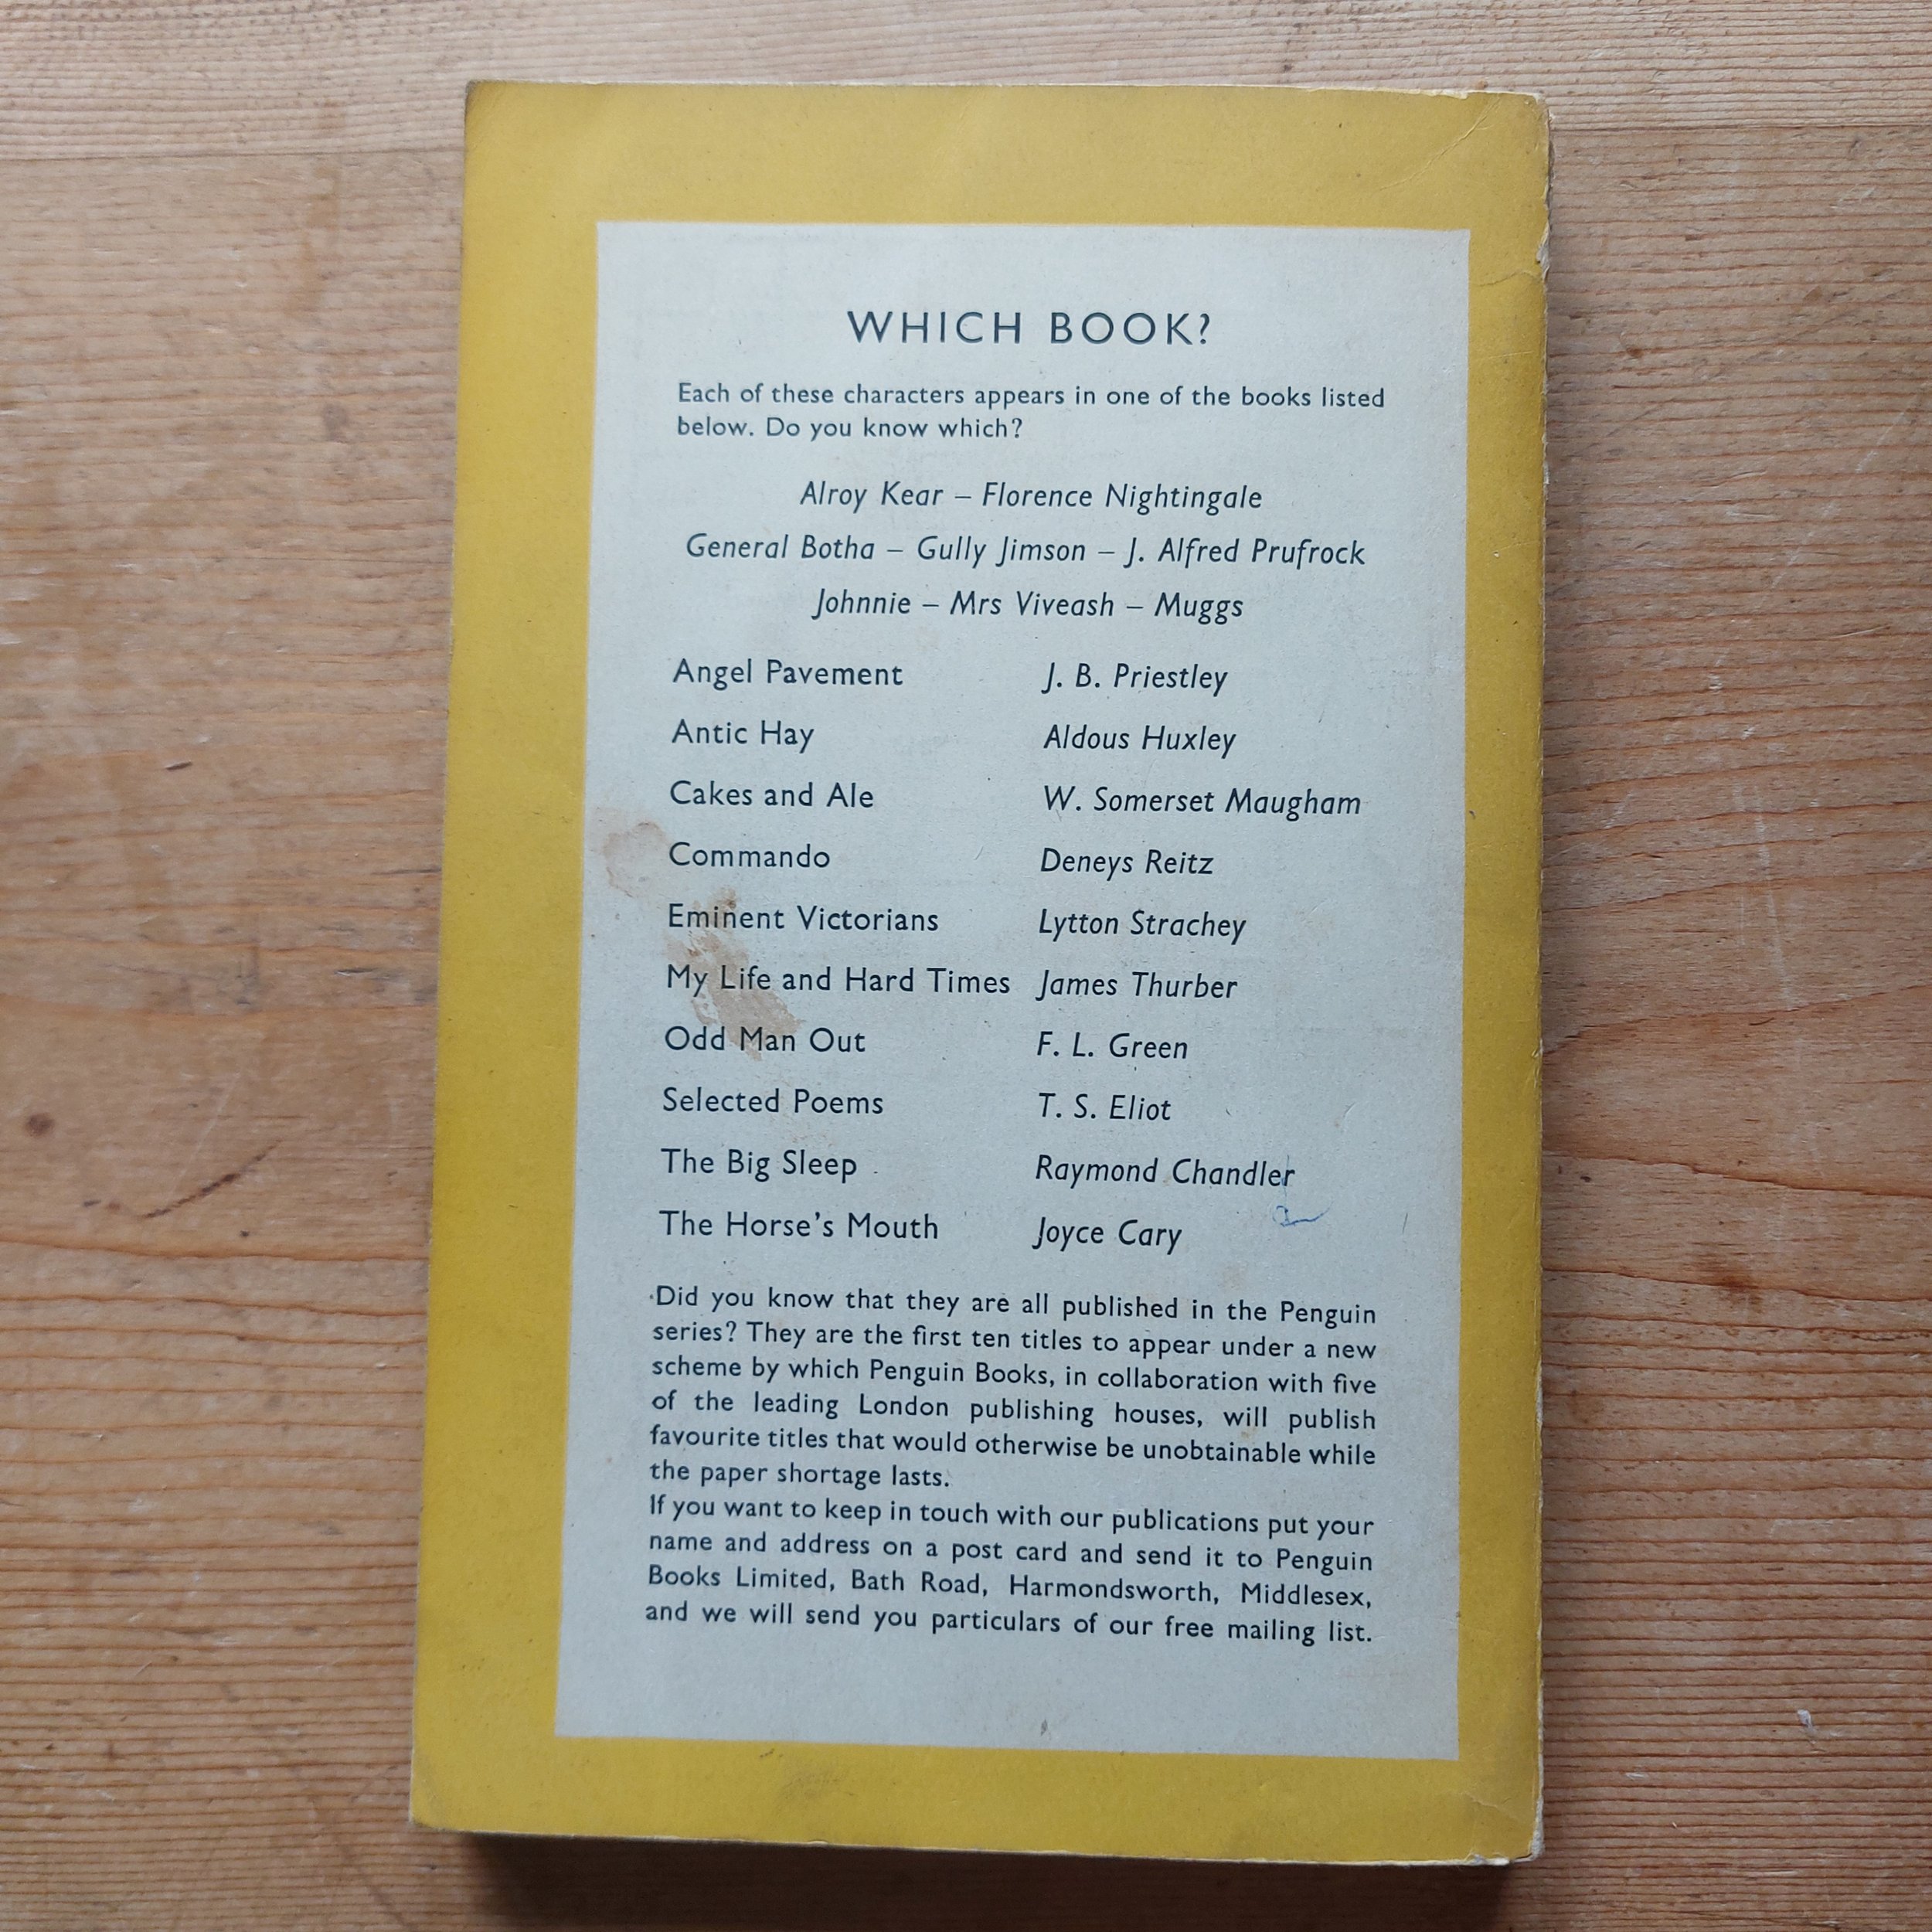 WHICH BOOK?
Each of these characters appears in one of the books listed
below. Do you know which?
Alroy Kear – Florence Nightingale
General Botha – Gully Jimson – J. Alfred Prufrock
Johnnie – Mrs Viveash – Muggs
Angel Pavement J. B. Priestley
Antic Hay Aldous Huxley
Cakes and Ale W. Somerset Maugham
Commando Deneys Reitz
Eminent Victorians Lytton Strachey
My Life and Hard Times James Thurber
Odd Man Out F. L. Green
Selected Poems T. S. Eliot
The Big Sleep Raymond Chandler
The Horse's Mouth Joyce Cary
Did you know that they are all published in the Penguin
series? They are the first ten titles to appear under a new
scheme by which Penguin Books, in collaboration with five
of the leading London publishing houses, will publish
favourite titles that would otherwise be unobtainable while
the paper shortage lasts.
If you want to keep in touch with our publications put your
name and address on a post card and send it to Penguin
Books Limited, Bath Road, Harmondsworth, Middlesex,
and we will send you particulars of our free mailing list.